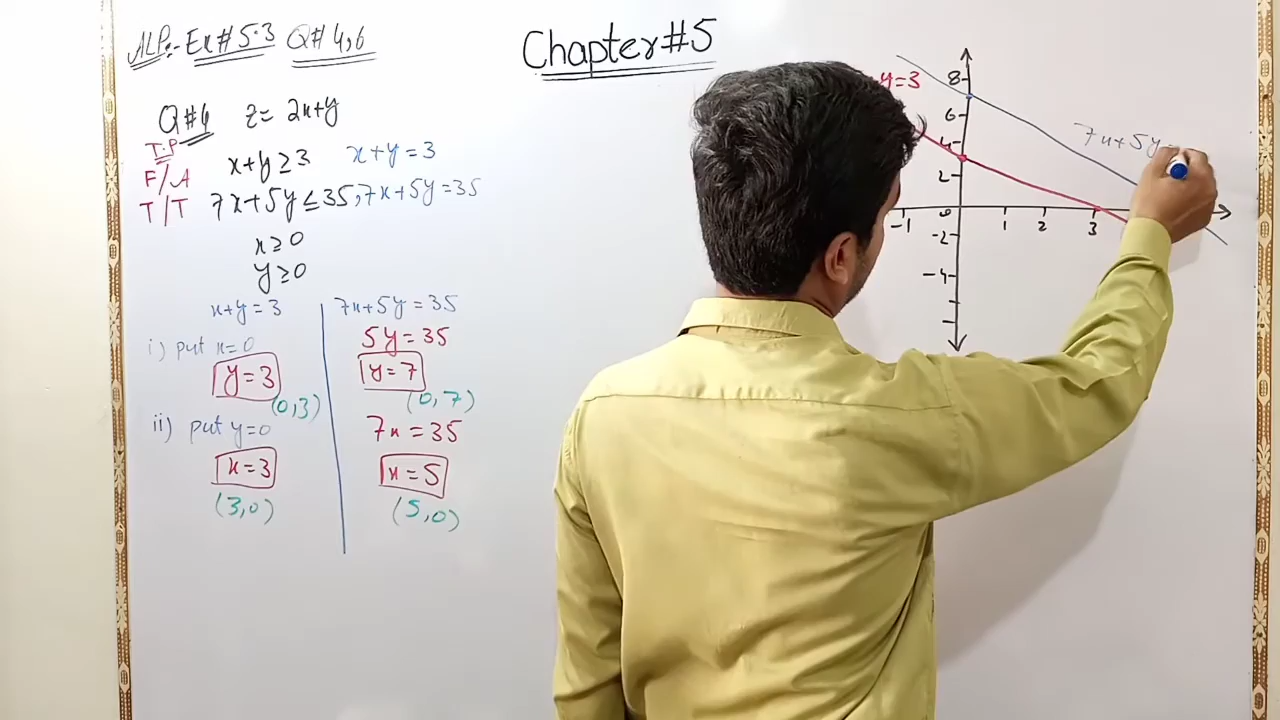 ALP:- Ex#5.3 Q# 4,6
Chapter#5
Q#4 z= 2x+y
T.P
F/A
T/T
x+y≥3 x+y=3
7x+5y≤35, 7x+5y=35
x≥0
y≥0
x+y=3
i) put x=0
y=3
(0,3)
ii) put y=0
x=3
(3,0)
7x+5y=35
5y=35
y=7
(0,7)
7x=35
x=5
(5,0)
y=3
7x+5y=
8
6
4
2
-1 0 1 2 3
-2
-4